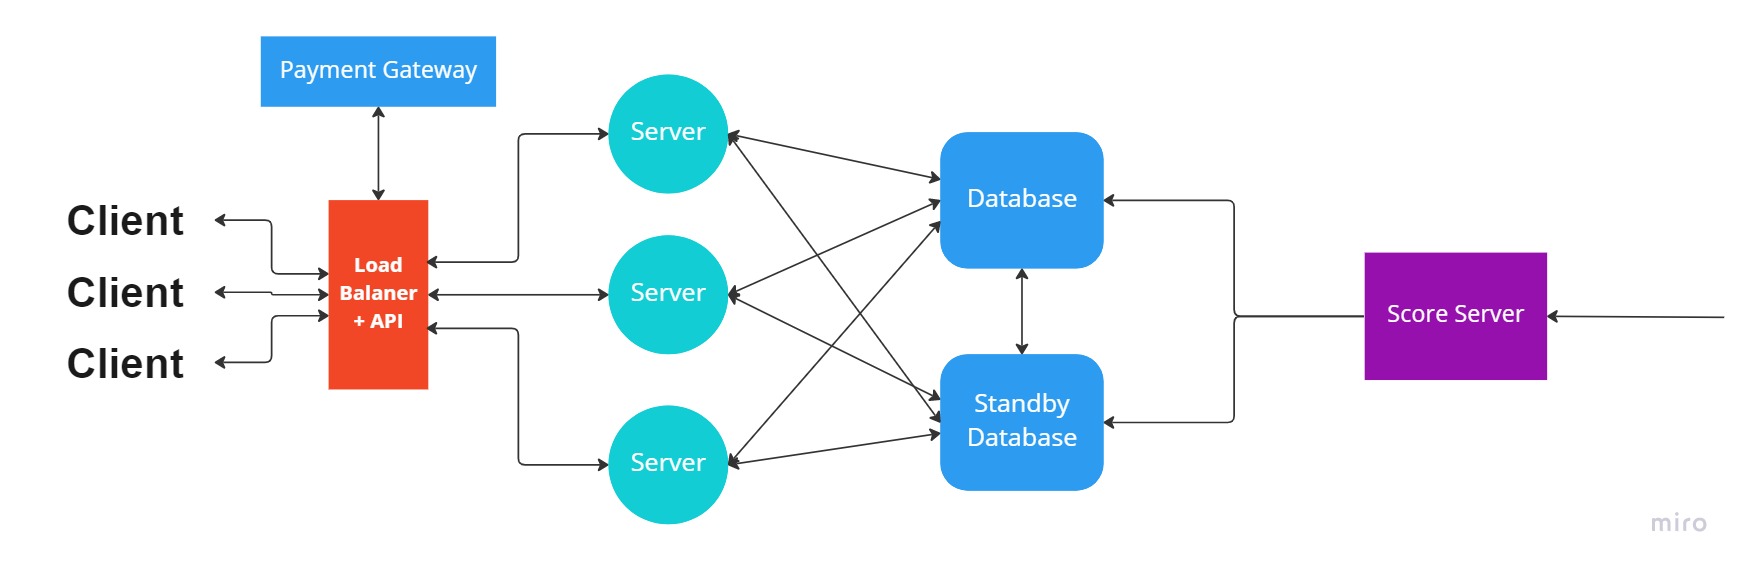 Payment Gateway
Client
Client
Client
Load
Balaner
+ API
Server
Server
Server
Database
Standby
Database
Score Server
miro